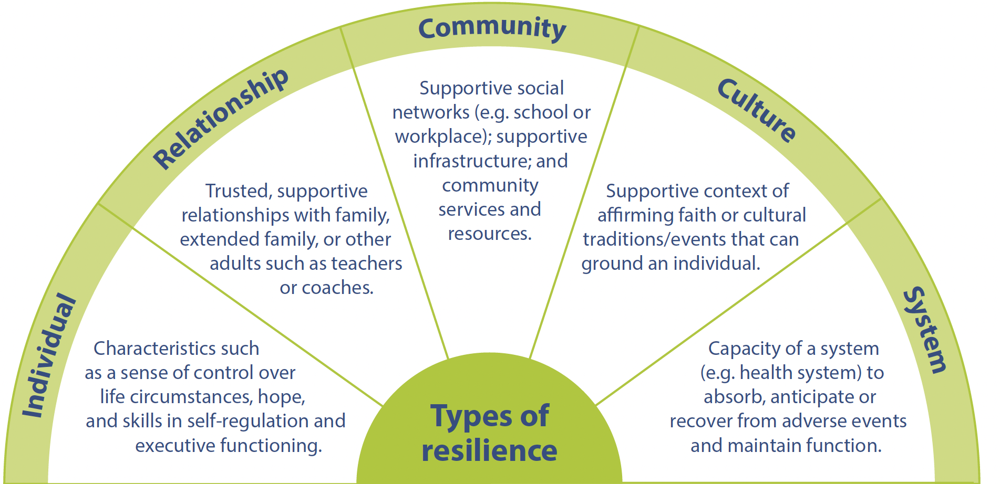 Individual
Characteristics such
as a sense of control over
life circumstances, hope,
and skills in self-regulation and
executive functioning.
Relationship
Trusted, supportive
relationships with family,
extended family, or other
adults such as teachers
or coaches.
Community
Supportive social
networks (e.g. school or
workplace); supportive
infrastructure; and
community
services and
resources.
Culture
Supportive context of
affirming faith or cultural
traditions/events that can
ground an individual.
System
Capacity of a system
(e.g. health system) to
absorb, anticipate or
recover from adverse events
and maintain function.
Types of
resilience